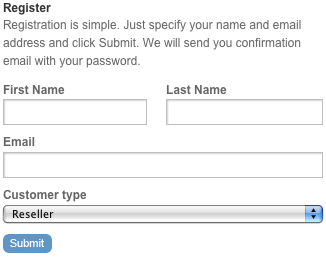 Register
Registration is simple. Just specify your name and email
address and click Submit. We will send you confirmation
email with your password.
First Name Last Name
Email
Customer type
Reseller
Submit